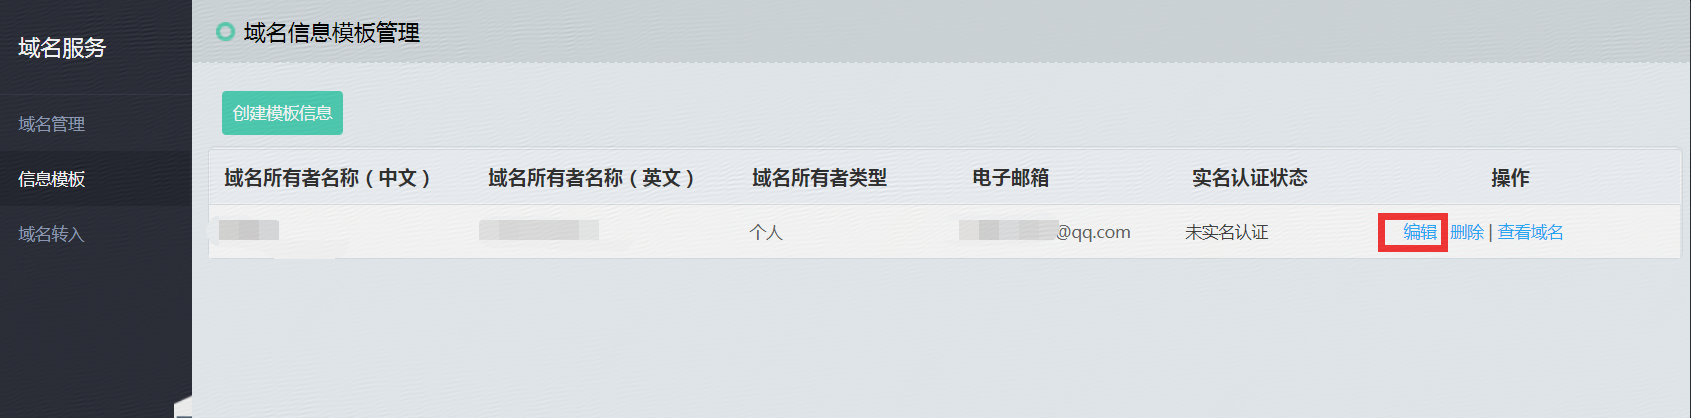 域名服务
域名管理
信息模板
域名转入
域名信息模板管理
创建模板信息
域名所有者名称（中文） 域名所有者名称（英文） 域名所有者类型 电子邮箱 实名认证状态 操作
个人 @qq.com 未实名认证 编辑 删除 | 查看域名